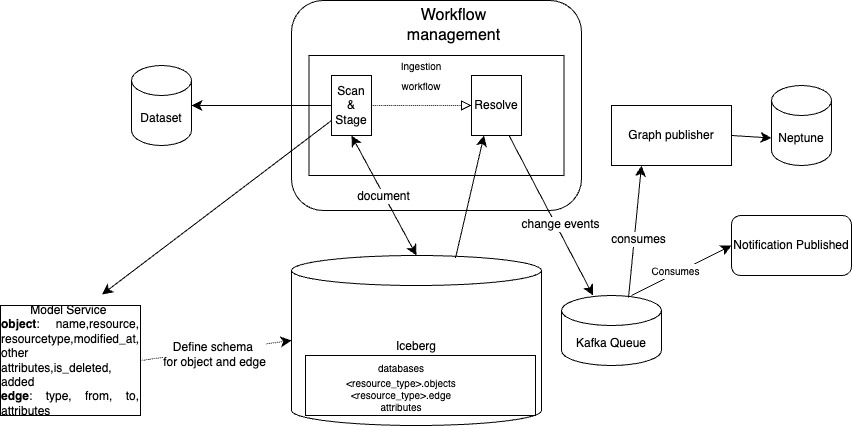 Workflow
management
Ingestion
workflow
Scan
&
Stage
Resolve
Dataset
Graph publisher
Neptune
document
change events
consumes
Notification Published
Consumes
Model Service
object: name,resource,
resourcetype,modified_at,
other
attributes,is_deleted,
added
edge: type, from, to,
attributes
Define schema
for object and edge
Iceberg
databases
<resource_type>.objects
<resource_type>.edge
attributes
Kafka Queue